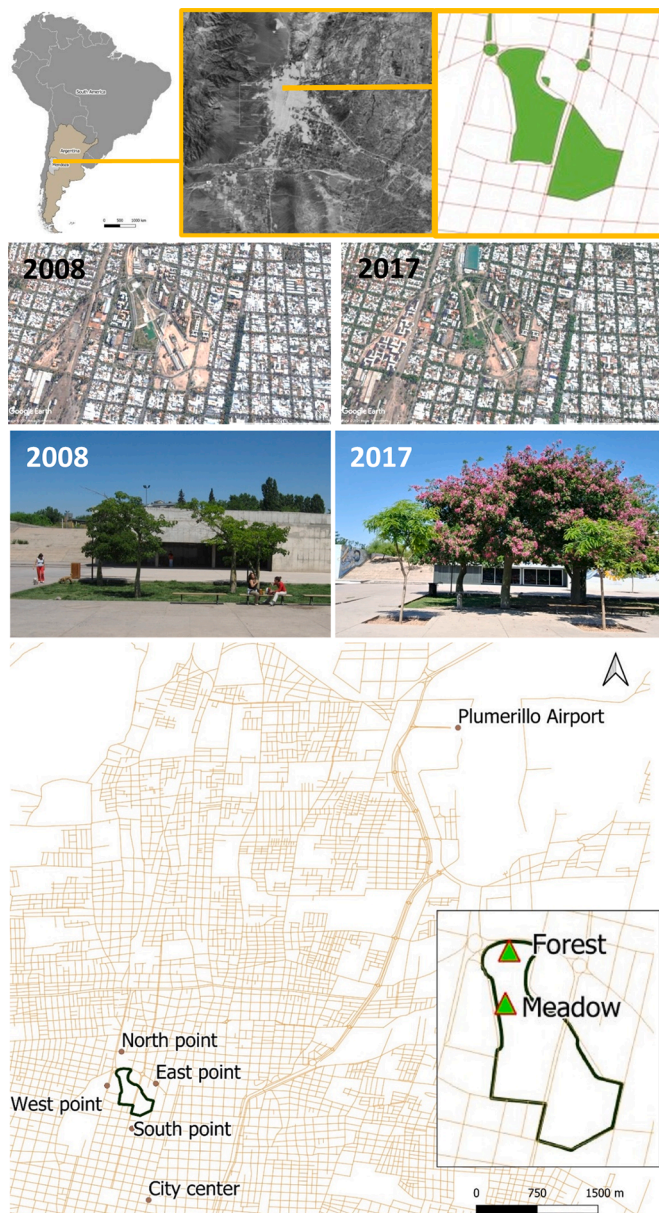 South America
Argentina
Mendoza
0 500 1000 km
2008
2017
Google Earth
Google Earth
2008
2017
Plumerillo Airport
Forest
Meadow
North point
East point
West point
South point
City center
0 750 1500 m